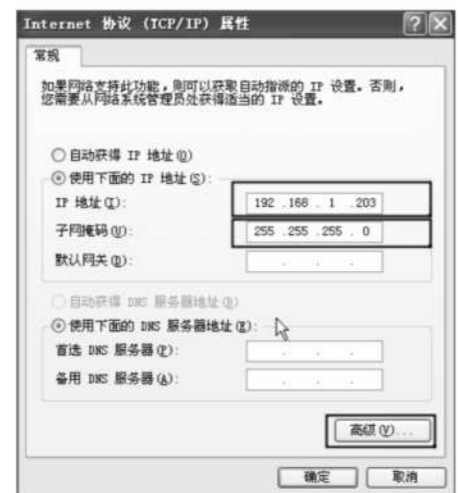 Internet 协议 (TCP/IP) 属性
常规
如果网络支持此功能，则可以获取自动指派的 IP 设置。否则，
您需要从网络系统管理员处获得适当的 IP 设置。
自动获得 IP 地址(O)
使用下面的 IP 地址(S):
IP 地址(I): 192 .168 . 1 .203
子网掩码(U): 255 .255 .255 . 0
默认网关(D): . . .
自动获得 DNS 服务器地址(B)
使用下面的 DNS 服务器地址(E):
首选 DNS 服务器(P): . . .
备用 DNS 服务器(A): . . .
高级(V)...
确定 取消